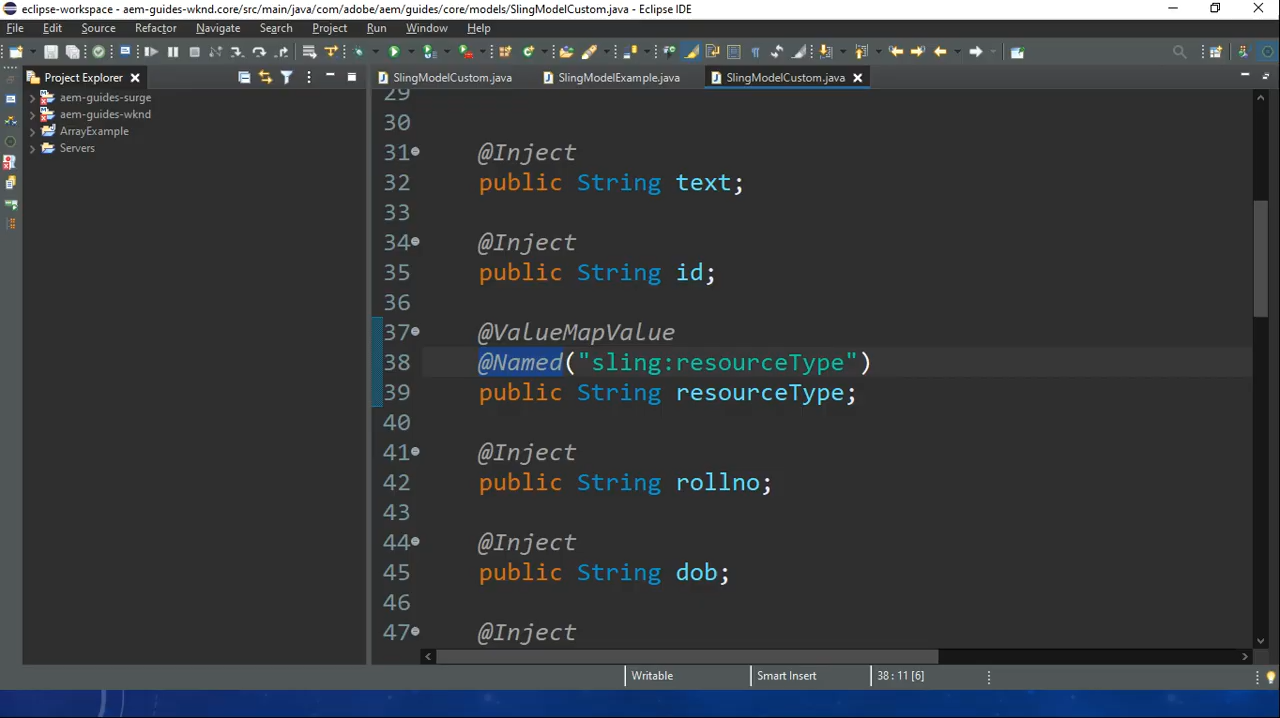 eclipse-workspace - aem-guides-wknd.core/src/main/java/com/adobe/aem/guides/core/models/SlingModelCustom.java - Eclipse IDE
File Edit Source Refactor Navigate Search Project Run Window Help
Project Explorer
SlingModelCustom.java SlingModelExample.java SlingModelCustom.java
aem-guides-surge
aem-guides-wknd
ArrayExample
Servers
29
30
31 @Inject
32 public String text;
33
34 @Inject
35 public String id;
36
37 @ValueMapValue
38 @Named("sling:resourceType")
39 public String resourceType;
40
41 @Inject
42 public String rollno;
43
44 @Inject
45 public String dob;
46
47 @Inject
Writable Smart Insert 38 : 11 [6]